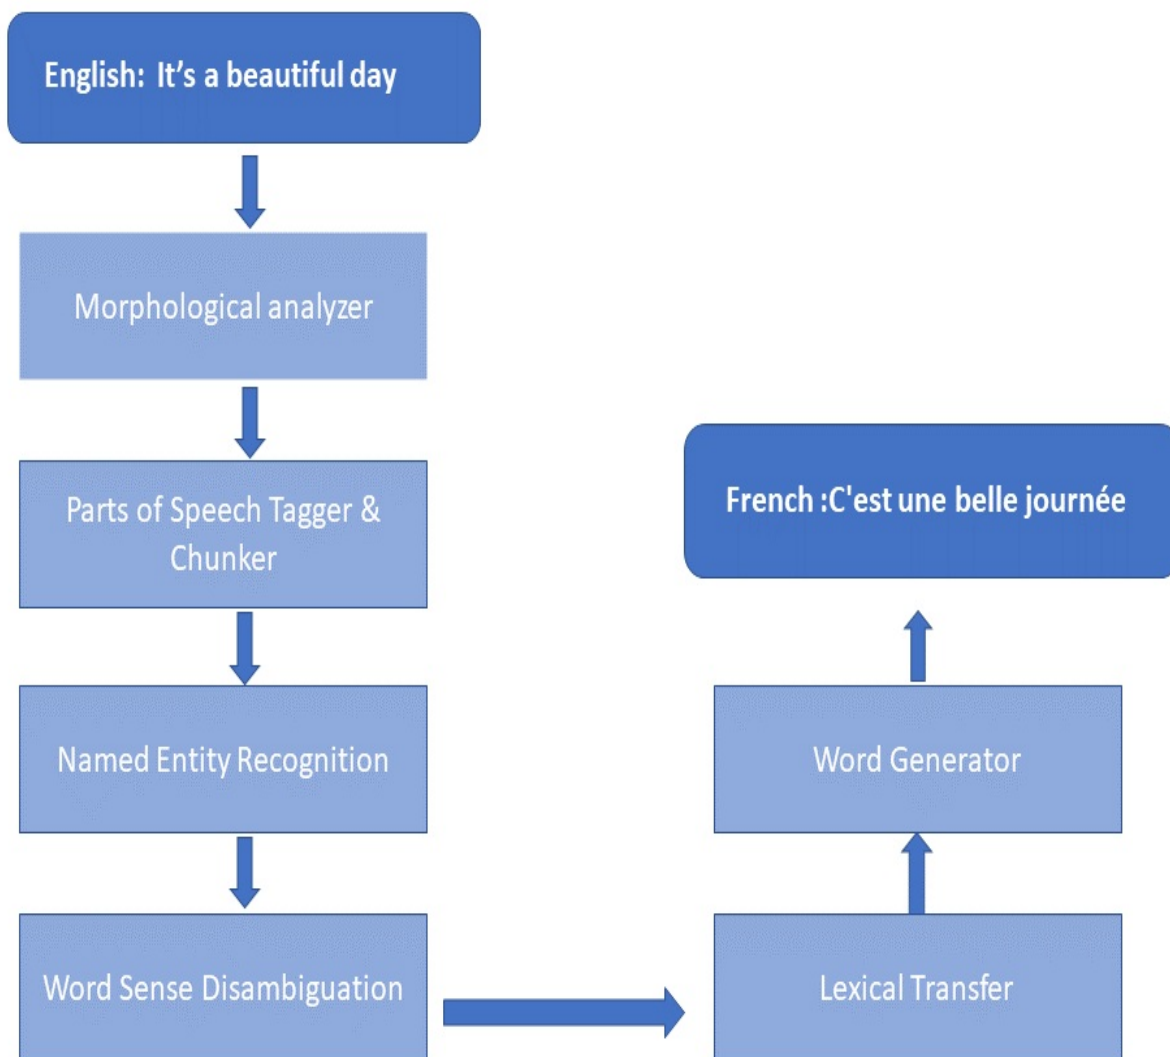 English: It's a beautiful day
Morphological analyzer
Parts of Speech Tagger &
Chunker
Named Entity Recognition
Word Sense Disambiguation
Lexical Transfer
Word Generator
French :C'est une belle journée